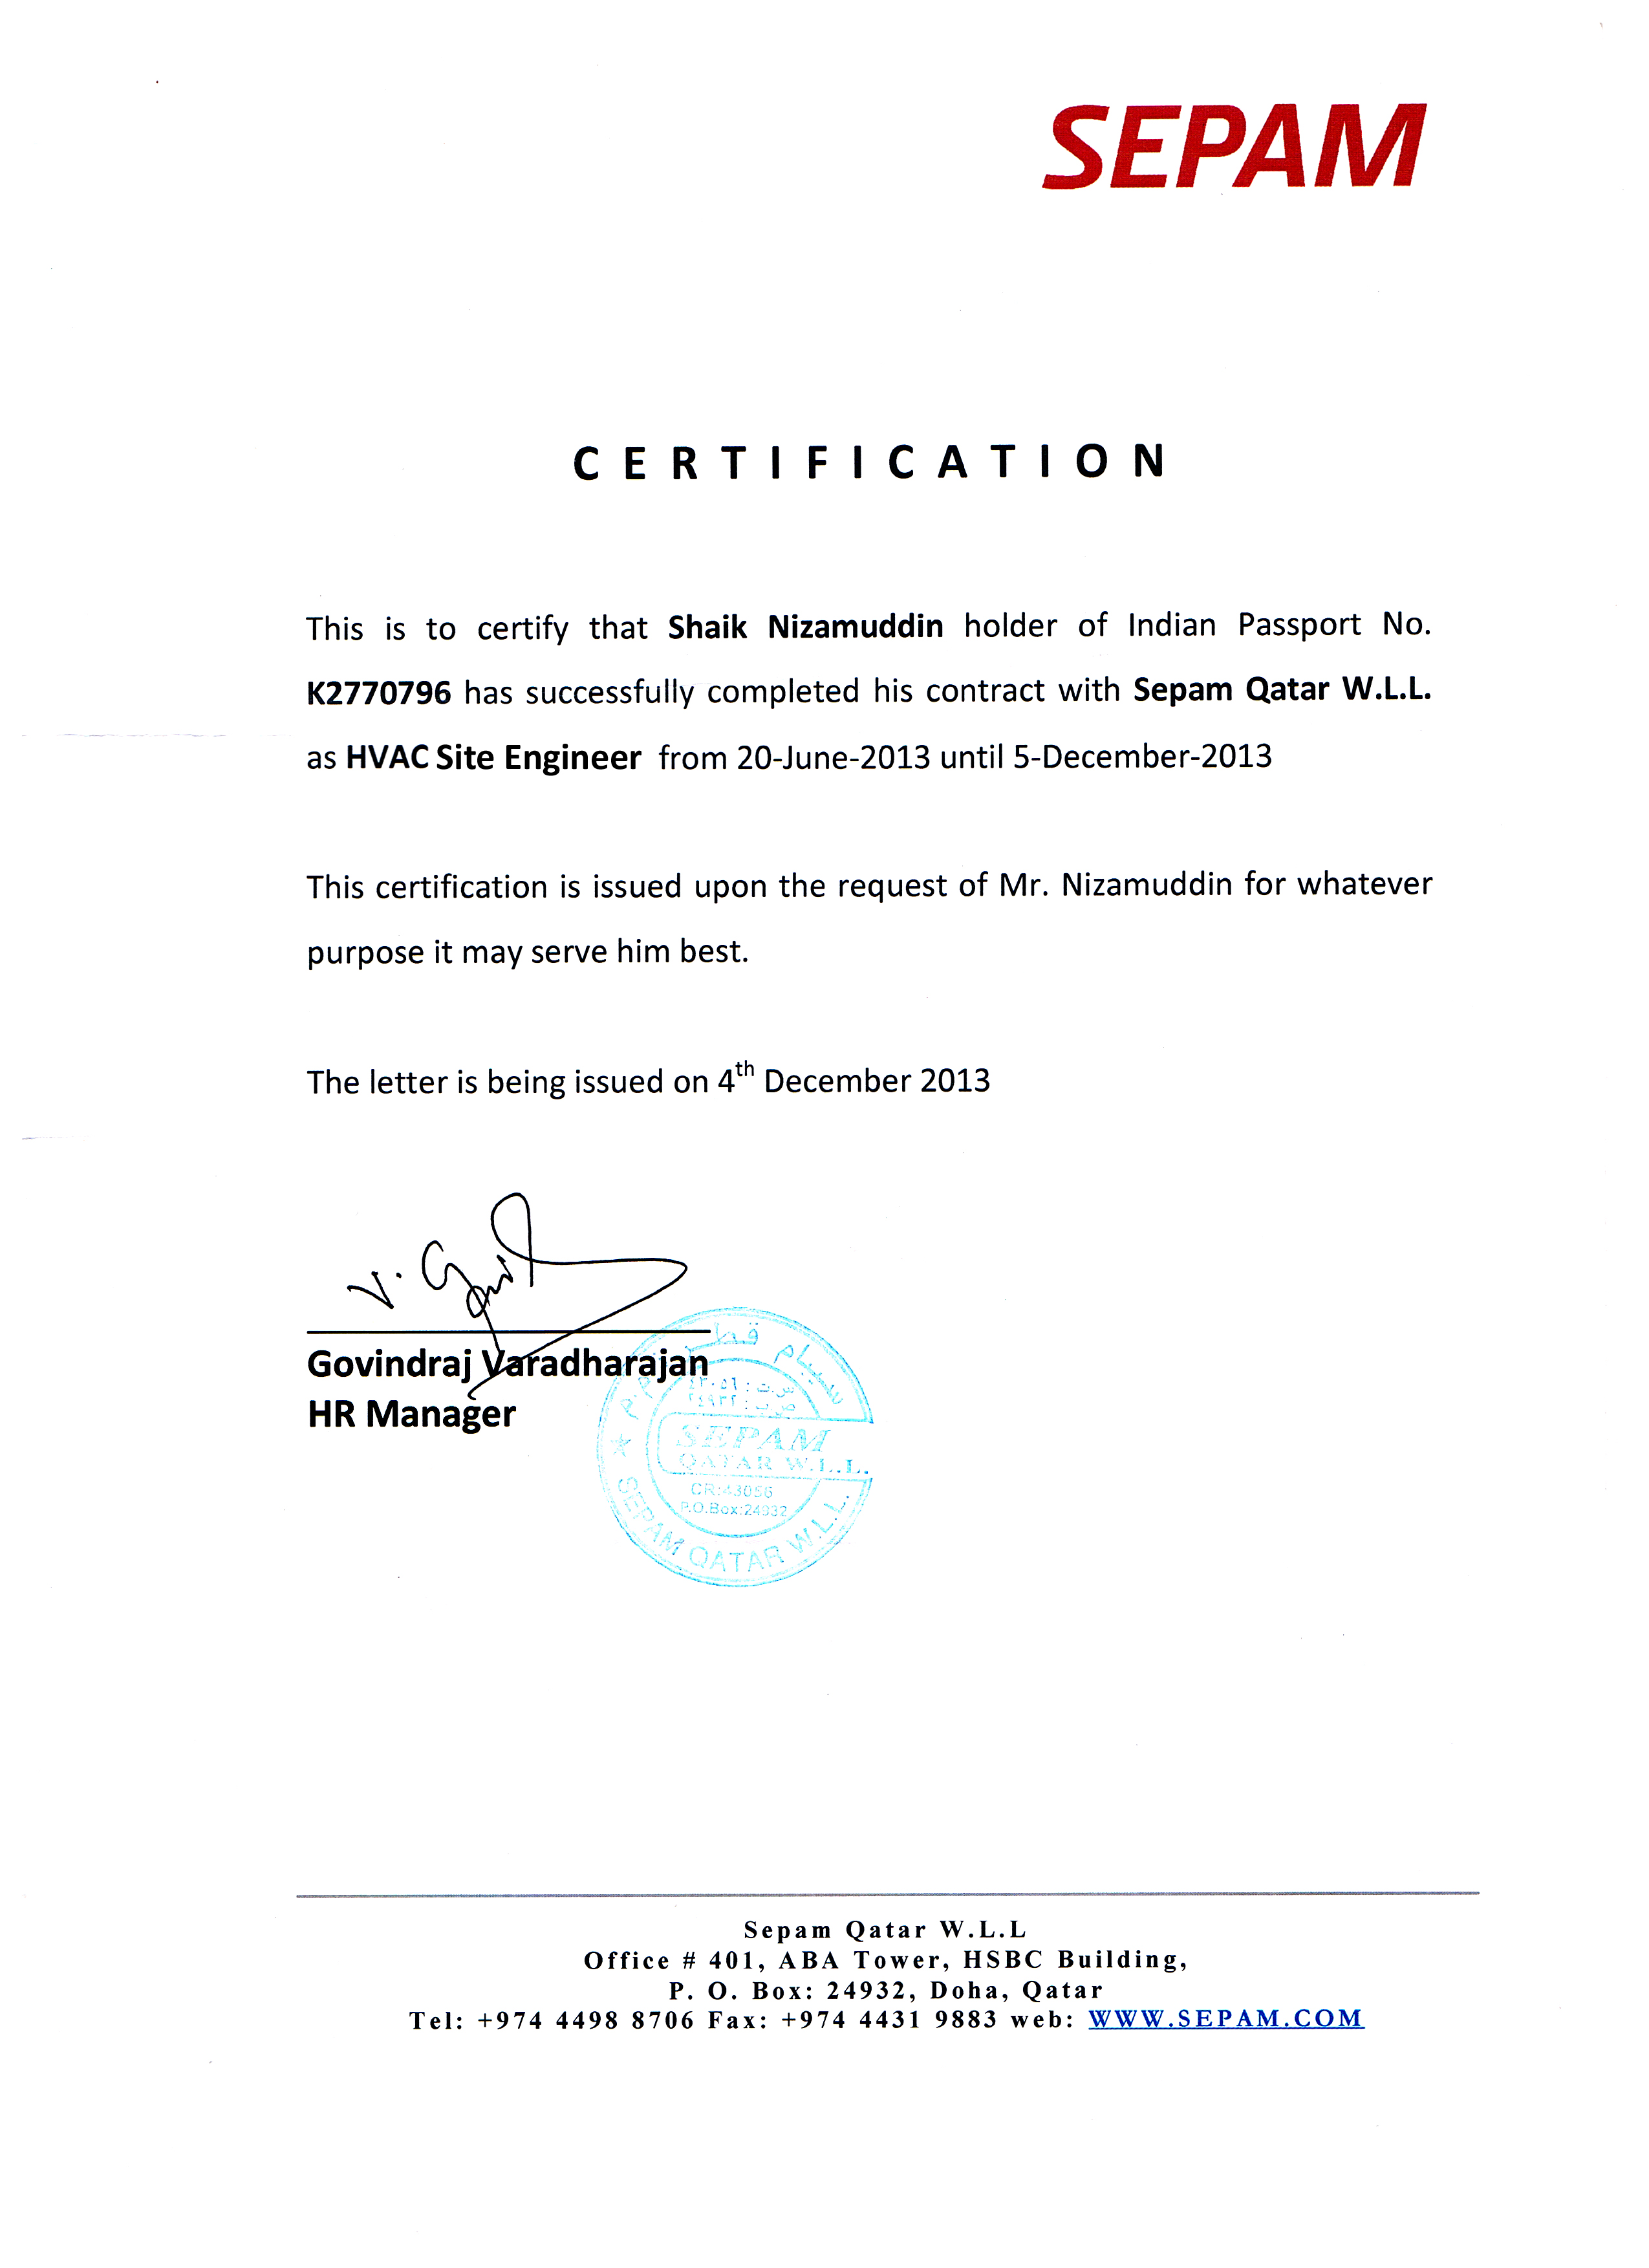 SEPAM
C E R T I F I C A T I O N
This is to certify that Shaik Nizamuddin holder of Indian Passport No.
K2770796 has successfully completed his contract with Sepam Qatar W.L.L.
as HVAC Site Engineer from 20-June-2013 until 5-December-2013
This certification is issued upon the request of Mr. Nizamuddin for whatever
purpose it may serve him best.
The letter is being issued on 4th December 2013
V. G
Govindraj Varadharajan
HR Manager
سيبام قطر ذ.م.م
س.ت : ٤٣٠٥٦
ص.ب : ٢٤٩٣٢
SEPAM
QATAR W.L.L.
CR:43056
P.O.Box:24932
SEPAM QATAR W.L.L.
Sepam Qatar W.L.L
Office # 401, ABA Tower, HSBC Building,
P. O. Box: 24932, Doha, Qatar
Tel: +974 4498 8706 Fax: +974 4431 9883 web: WWW.SEPAM.COM